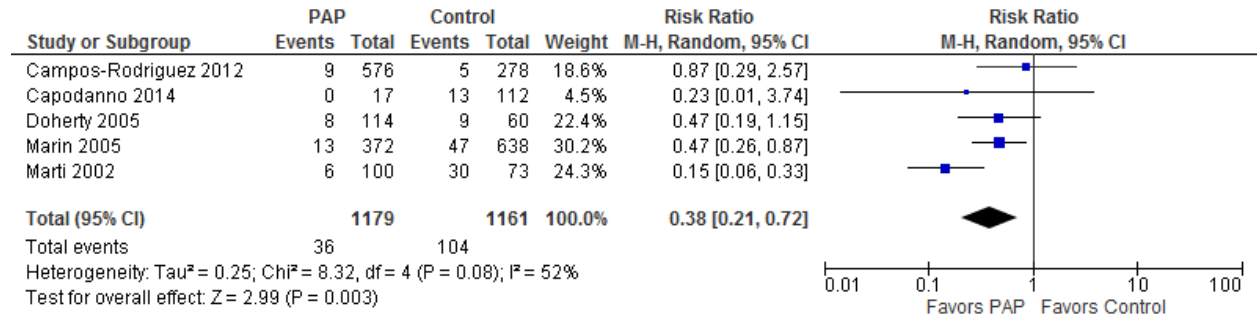 PAP Control Risk Ratio Risk Ratio
Study or Subgroup Events Total Events Total Weight M-H, Random, 95% CI M-H, Random, 95% CI
Campos-Rodriguez 2012 9 576 5 278 18.6% 0.87 [0.29, 2.57]
Capodanno 2014 0 17 13 112 4.5% 0.23 [0.01, 3.74]
Doherty 2005 8 114 9 60 22.4% 0.47 [0.19, 1.15]
Marin 2005 13 372 47 638 30.2% 0.47 [0.26, 0.87]
Marti 2002 6 100 30 73 24.3% 0.15 [0.06, 0.33]
Total (95% CI) 1179 1161 100.0% 0.38 [0.21, 0.72]
Total events 36 104
Heterogeneity: Tau² = 0.25; Chi² = 8.32, df = 4 (P = 0.08); I² = 52%
Test for overall effect: Z = 2.99 (P = 0.003)
0.01 0.1 1 10 100
Favors PAP Favors Control